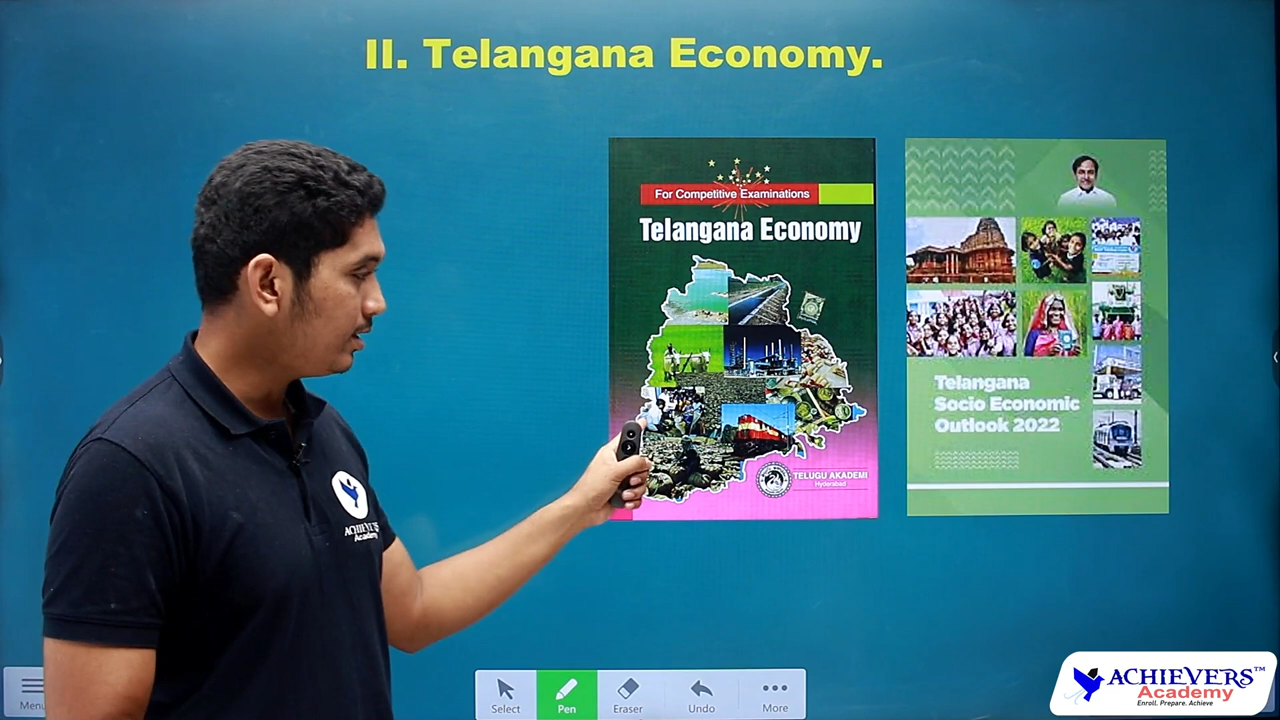 II. Telangana Economy.
For Competitive Examinations
Telangana Economy
TELUGU AKADEMI
Hyderabad
Telangana
Socio Economic
Outlook 2022
ACHIEVERS
Academy
Menu
Select
Pen
Eraser
Undo
More
ACHIEVERS™
Academy
Enroll. Prepare. Achieve